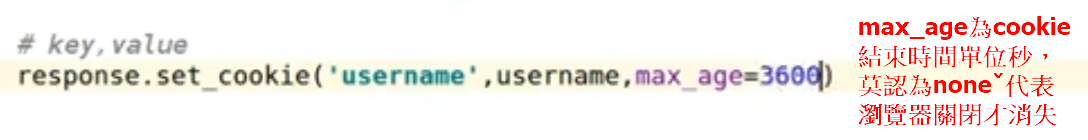 # key,value
response.set_cookie('username',username,max_age=3600)
max_age為cookie
結束時間單位秒，
莫認為noneˇ代表
瀏覽器關閉才消失